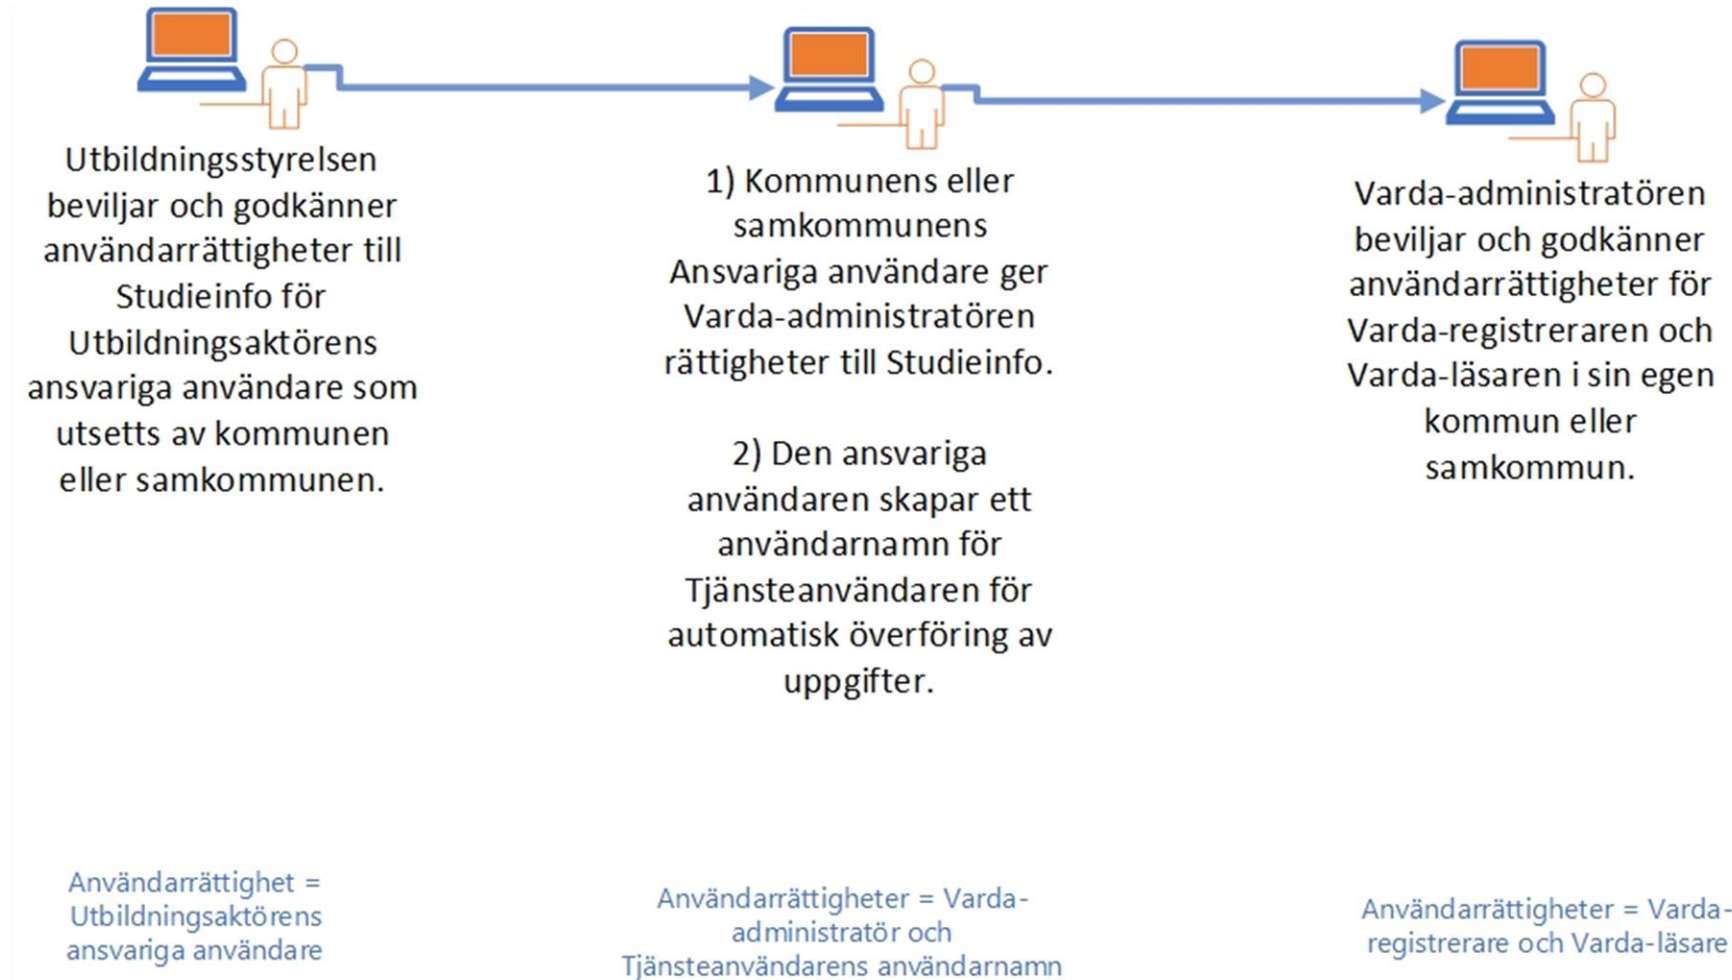 Utbildningsstyrelsen
beviljar och godkänner
användarrättigheter till
Studieinfo för
Utbildningsaktörens
ansvariga användare som
utsetts av kommunen
eller samkommunen.
1) Kommunens eller
samkommunens
Ansvariga användare ger
Varda-administratören
rättigheter till Studieinfo.
2) Den ansvariga
användaren skapar ett
användarnamn för
Tjänsteanvändaren för
automatisk överföring av
uppgifter.
Varda-administratören
beviljar och godkänner
användarrättigheter för
Varda-registreraren och
Varda-läsaren i sin egen
kommun eller
samkommun.
Användarrättighet =
Utbildningsaktörens
ansvariga användare
Användarrättigheter = Varda-
administratör och
Tjänsteanvändarens användarnamn
Användarrättigheter = Varda-
registrerare och Varda-läsare